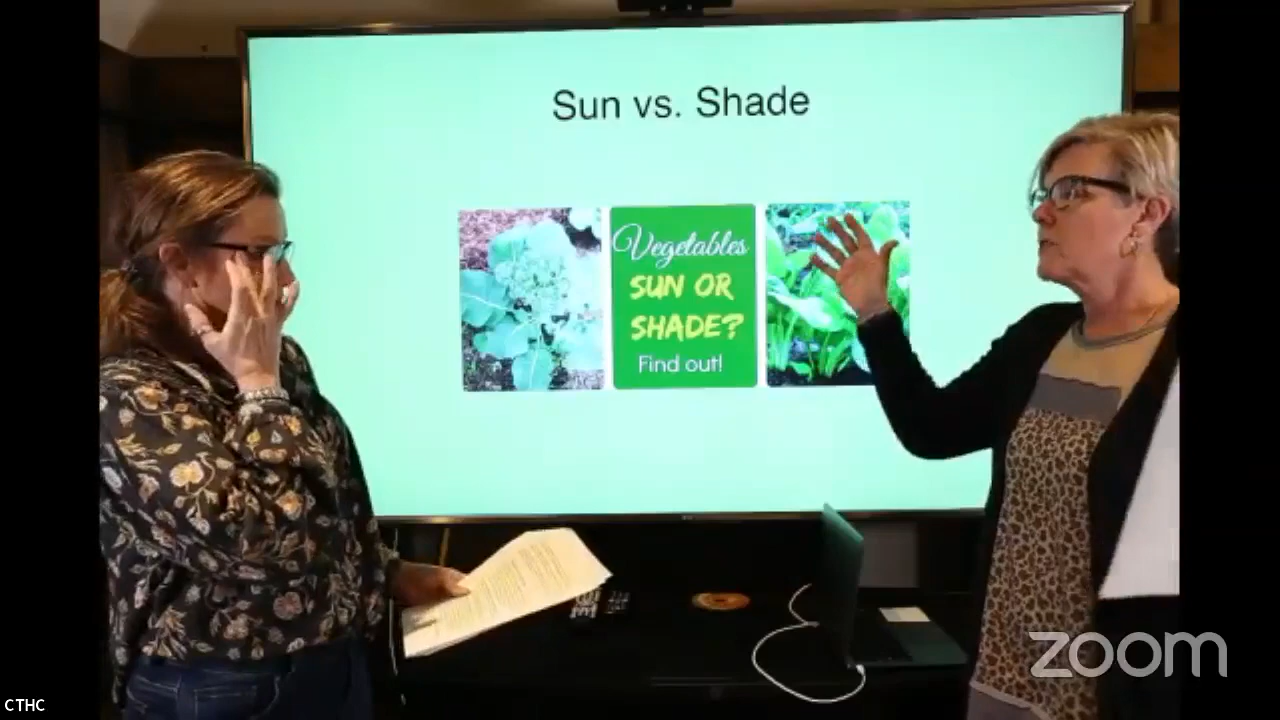 Sun vs. Shade
Vegetables
SUN OR
SHADE?
Find out!
zoom
CTHC